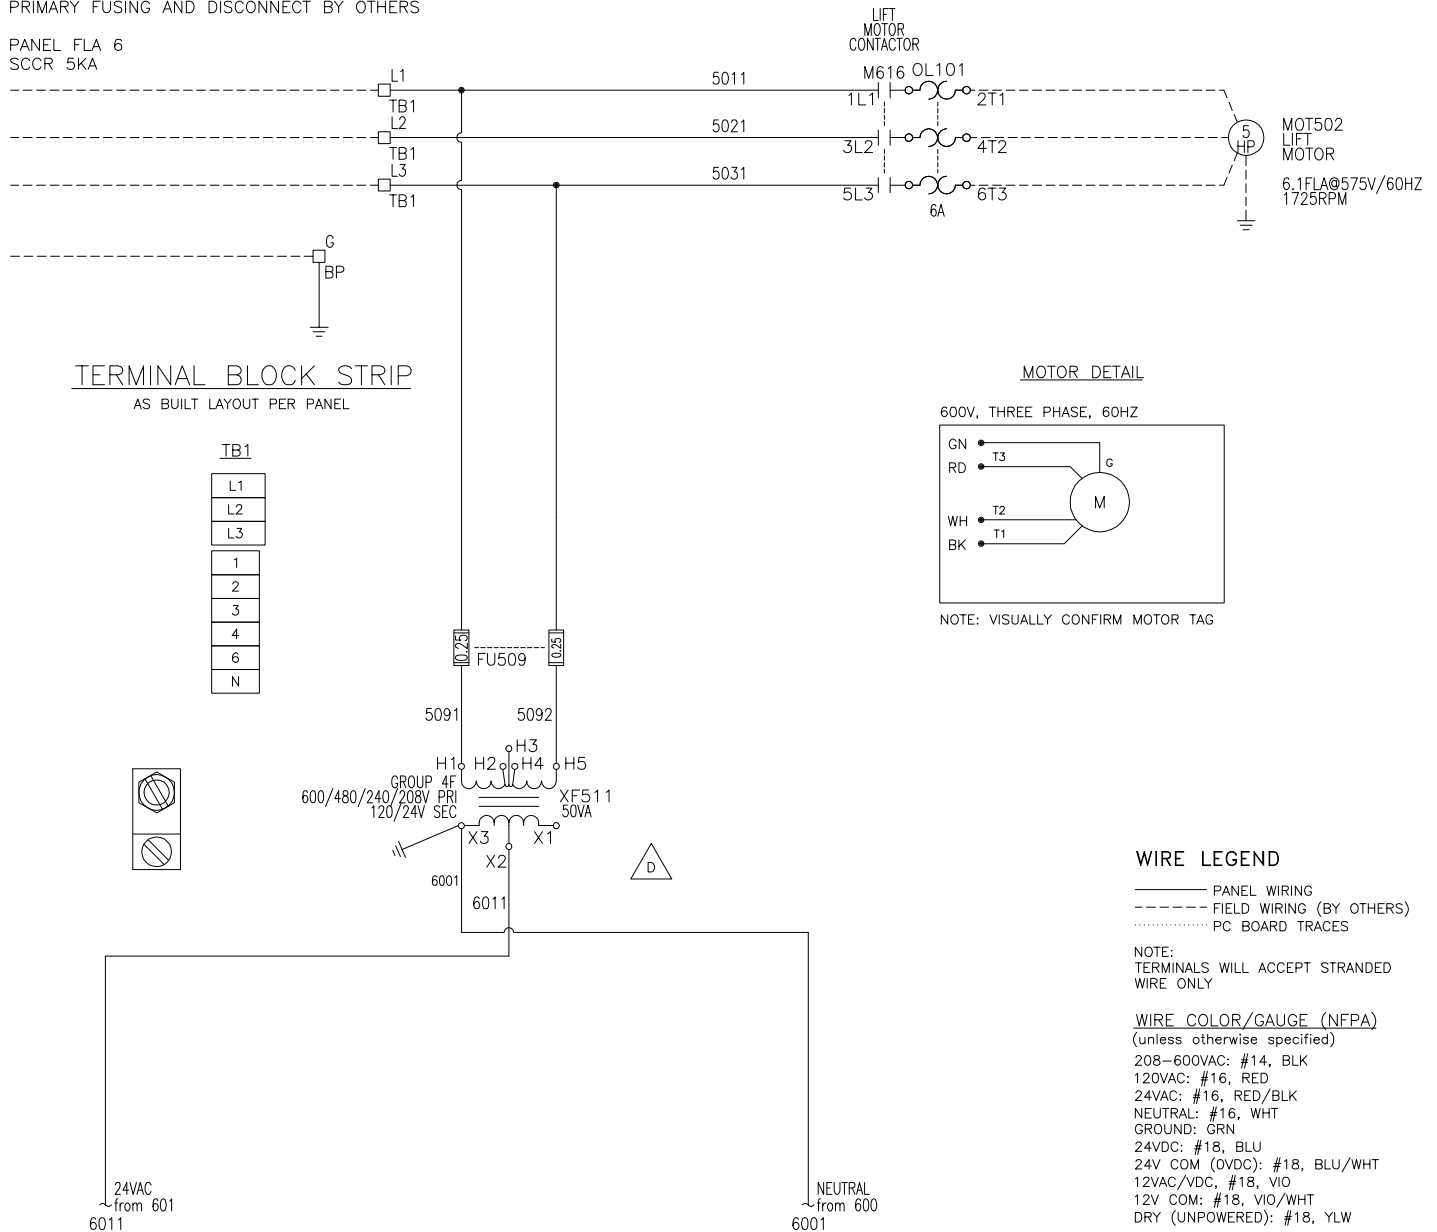 PRIMARY FUSING AND DISCONNECT BY OTHERS
PANEL FLA 6
SCCR 5KA
LIFT
MOTOR
CONTACTOR
L1
TB1
5011
M616
OL101
1L1
2T1
L2
TB1
5021
3L2
4T2
L3
TB1
5031
5L3
6A
6T3
5
HP
MOT502
LIFT
MOTOR
6.1FLA@575V/60HZ
1725RPM
G
BP
TERMINAL BLOCK STRIP
AS BUILT LAYOUT PER PANEL
TB1
L1
L2
L3
1
2
3
4
6
N
MOTOR DETAIL
600V, THREE PHASE, 60HZ
GN
RD
T3
G
M
WH
T2
BK
T1
NOTE: VISUALLY CONFIRM MOTOR TAG
0.25
0.25
FU509
5091
5092
H3
H1
H2
H4
H5
GROUP 4F
600/480/240/208V PRI
120/24V SEC
XF511
50VA
X3
X1
X2
6001
6011
D
WIRE LEGEND
PANEL WIRING
FIELD WIRING (BY OTHERS)
PC BOARD TRACES
NOTE:
TERMINALS WILL ACCEPT STRANDED
WIRE ONLY
WIRE COLOR/GAUGE (NFPA)
(unless otherwise specified)
208-600VAC: #14, BLK
120VAC: #16, RED
24VAC: #16, RED/BLK
NEUTRAL: #16, WHT
GROUND: GRN
24VDC: #18, BLU
24V COM (0VDC): #18, BLU/WHT
12VAC/VDC, #18, VIO
12V COM: #18, VIO/WHT
DRY (UNPOWERED): #18, YLW
24VAC
from 601
6011
NEUTRAL
from 600
6001